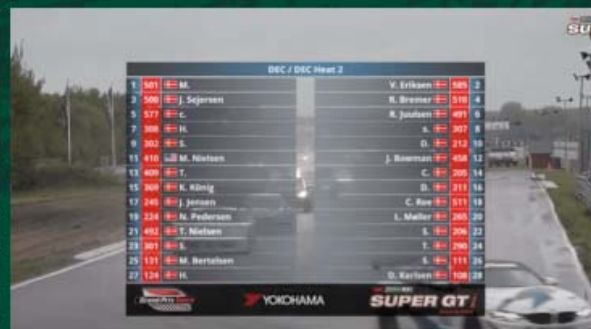 SU
DEC / DEC Heat 2
1 501 M. V. Eriksen 585 2
3 500 J. Sejersen R. Bremer 510 4
5 577 C. R. Juulsen 491 6
7 308 H. S. 307 8
9 302 S. D. 212 10
11 410 M. Nielsen J. Bowman 458 12
13 409 T. C. 205 14
15 369 K. König D. 211 16
17 245 J. Jensen C. Roe 511 18
19 224 N. Pedersen L. Møller 265 20
21 492 T. Nielsen S. 206 22
23 301 S. T. 290 24
25 131 M. Bertelsen S. 111 26
27 124 H. D. Karlsen 108 28
YOKOHAMA
SUPER GT